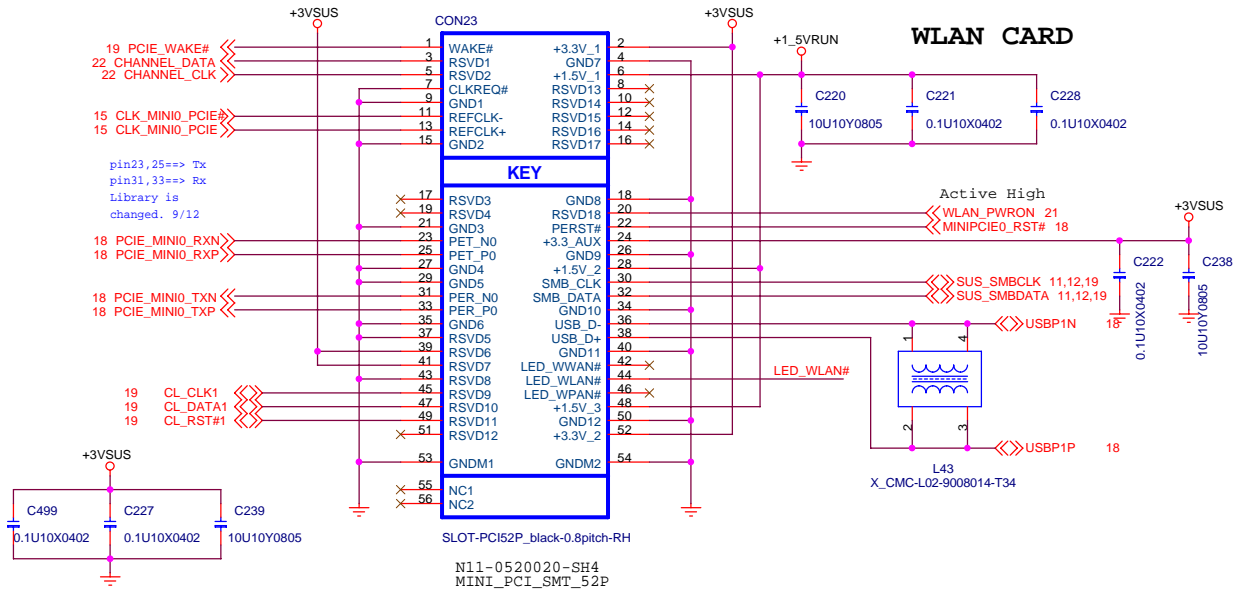 +3VSUS
CON23
+3VSUS
WLAN CARD
+1_5VRUN
19 PCIE_WAKE# 1 WAKE# +3.3V_1 2
22 CHANNEL_DATA 3 RSVD1 GND7 4
22 CHANNEL_CLK 5 RSVD2 +1.5V_1 6
7 CLKREQ# RSVD13 8
9 GND1 RSVD14 10
15 CLK_MINI0_PCIE# 11 REFCLK- RSVD15 12
15 CLK_MINI0_PCIE 13 REFCLK+ RSVD16 14
15 GND2 RSVD17 16
C220
10U10Y0805
C221
0.1U10X0402
C228
0.1U10X0402
KEY
pin23,25==> Tx
pin31,33==> Rx
Library is
changed. 9/12
Active High
17 RSVD3 GND8 18
19 RSVD4 RSVD18 20 WLAN_PWRON 21
21 GND3 PERST# 22 MINIPCIE0_RST# 18
18 PCIE_MINI0_RXN 23 PET_N0 +3.3_AUX 24
18 PCIE_MINI0_RXP 25 PET_P0 GND9 26
27 GND4 +1.5V_2 28
29 GND5 SMB_CLK 30 SUS_SMBCLK 11,12,19
18 PCIE_MINI0_TXN 31 PER_N0 SMB_DATA 32 SUS_SMBDATA 11,12,19
18 PCIE_MINI0_TXP 33 PER_P0 GND10 34
35 GND6 USB_D- 36 USBP1N 18
37 RSVD5 USB_D+ 38
39 RSVD6 GND11 40
41 RSVD7 LED_WWAN# 42
43 RSVD8 LED_WLAN# 44 LED_WLAN#
19 CL_CLK1 45 RSVD9 LED_WPAN# 46
19 CL_DATA1 47 RSVD10 +1.5V_3 48
19 CL_RST#1 49 RSVD11 GND12 50
51 RSVD12 +3.3V_2 52
53 GNDM1 GNDM2 54
55 NC1
56 NC2
+3VSUS
C222
0.1U10X0402
C238
10U10Y0805
1 4
2 3
USBP1P 18
L43
X_CMC-L02-9008014-T34
+3VSUS
C499
0.1U10X0402
C227
0.1U10X0402
C239
10U10Y0805
SLOT-PCI52P_black-0.8pitch-RH
N11-0520020-SH4
MINI_PCI_SMT_52P